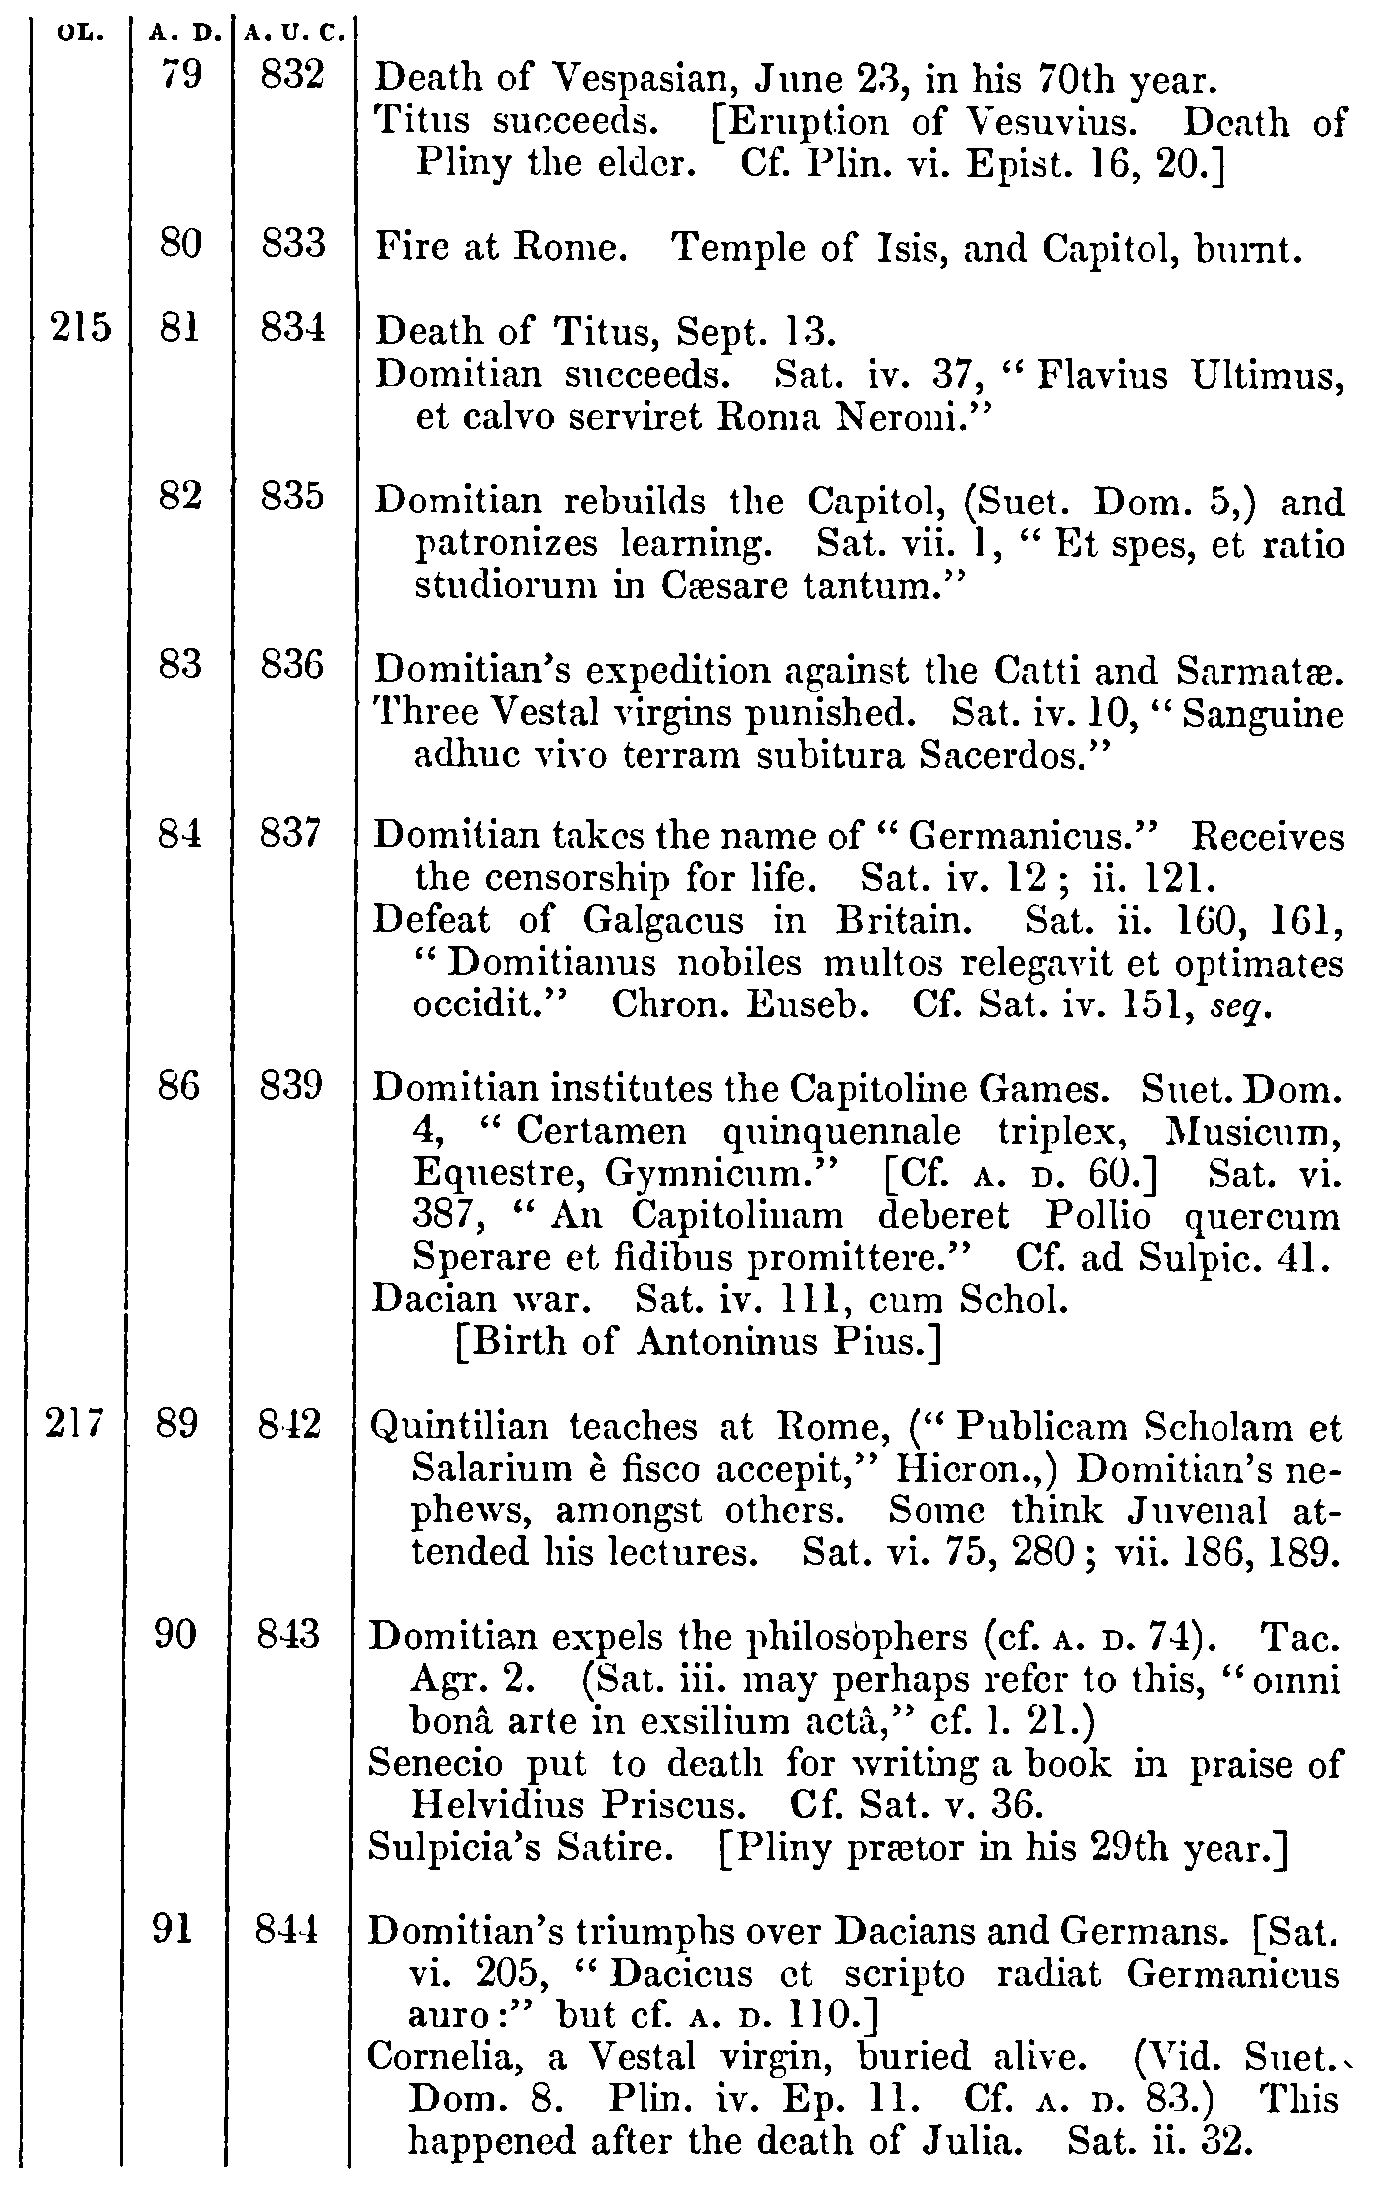 OL. A. D. A. U. C.
79 832 Death of Vespasian, June 23, in his 70th year.
Titus succeeds. [Eruption of Vesuvius. Death of
Pliny the elder. Cf. Plin. vi. Epist. 16, 20.]
80 833 Fire at Rome. Temple of Isis, and Capitol, burnt.
215 81 834 Death of Titus, Sept. 13.
Domitian succeeds. Sat. iv. 37, “Flavius Ultimus,
et calvo serviret Roma Neroni.”
82 835 Domitian rebuilds the Capitol, (Suet. Dom. 5,) and
patronizes learning. Sat. vii. 1, “Et spes, et ratio
studiorum in Cæsare tantum.”
83 836 Domitian’s expedition against the Catti and Sarmatæ.
Three Vestal virgins punished. Sat. iv. 10, “Sanguine
adhuc vivo terram subitura Sacerdos.”
84 837 Domitian takes the name of “Germanicus.” Receives
the censorship for life. Sat. iv. 12; ii. 121.
Defeat of Galgacus in Britain. Sat. ii. 160, 161,
“Domitianus nobiles multos relegavit et optimates
occidit.” Chron. Euseb. Cf. Sat. iv. 151, seq.
86 839 Domitian institutes the Capitoline Games. Suet. Dom.
4, “Certamen quinquennale triplex, Musicum,
Equestre, Gymnicum.” [Cf. A. D. 60.] Sat. vi.
387, “An Capitolinam deberet Pollio quercum
Sperare et fidibus promittere.” Cf. ad Sulpic. 41.
Dacian war. Sat. iv. 111, cum Schol.
[Birth of Antoninus Pius.]
217 89 842 Quintilian teaches at Rome, (“Publicam Scholam et
Salarium è fisco accepit,” Hieron.,) Domitian’s ne-
phews, amongst others. Some think Juvenal at-
tended his lectures. Sat. vi. 75, 280; vii. 186, 189.
90 843 Domitian expels the philosophers (cf. A. D. 74). Tac.
Agr. 2. (Sat. iii. may perhaps refer to this, “omni
bonâ arte in exsilium actâ,” cf. l. 21.)
Senecio put to death for writing a book in praise of
Helvidius Priscus. Cf. Sat. v. 36.
Sulpicia’s Satire. [Pliny prætor in his 29th year.]
91 844 Domitian’s triumphs over Dacians and Germans. [Sat.
vi. 205, “Dacicus et scripto radiat Germanicus
auro:” but cf. A. D. 110.]
Cornelia, a Vestal virgin, buried alive. (Vid. Suet.
Dom. 8. Plin. iv. Ep. 11. Cf. A. D. 83.) This
happened after the death of Julia. Sat. ii. 32.